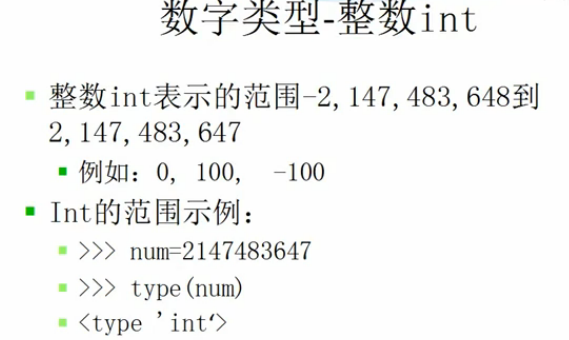 数字类型-整数int
整数int表示的范围-2,147,483,648到
2,147,483,647
例如：0, 100, -100
Int的范围示例：
>>> num=2147483647
>>> type(num)
<type ’int‘>